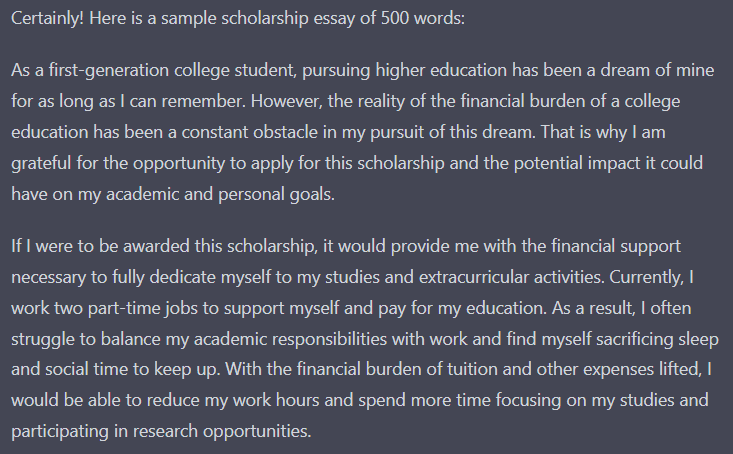 Certainly! Here is a sample scholarship essay of 500 words:
As a first-generation college student, pursuing higher education has been a dream of mine
for as long as I can remember. However, the reality of the financial burden of a college
education has been a constant obstacle in my pursuit of this dream. That is why I am
grateful for the opportunity to apply for this scholarship and the potential impact it could
have on my academic and personal goals.
If I were to be awarded this scholarship, it would provide me with the financial support
necessary to fully dedicate myself to my studies and extracurricular activities. Currently, I
work two part-time jobs to support myself and pay for my education. As a result, I often
struggle to balance my academic responsibilities with work and find myself sacrificing sleep
and social time to keep up. With the financial burden of tuition and other expenses lifted, I
would be able to reduce my work hours and spend more time focusing on my studies and
participating in research opportunities.